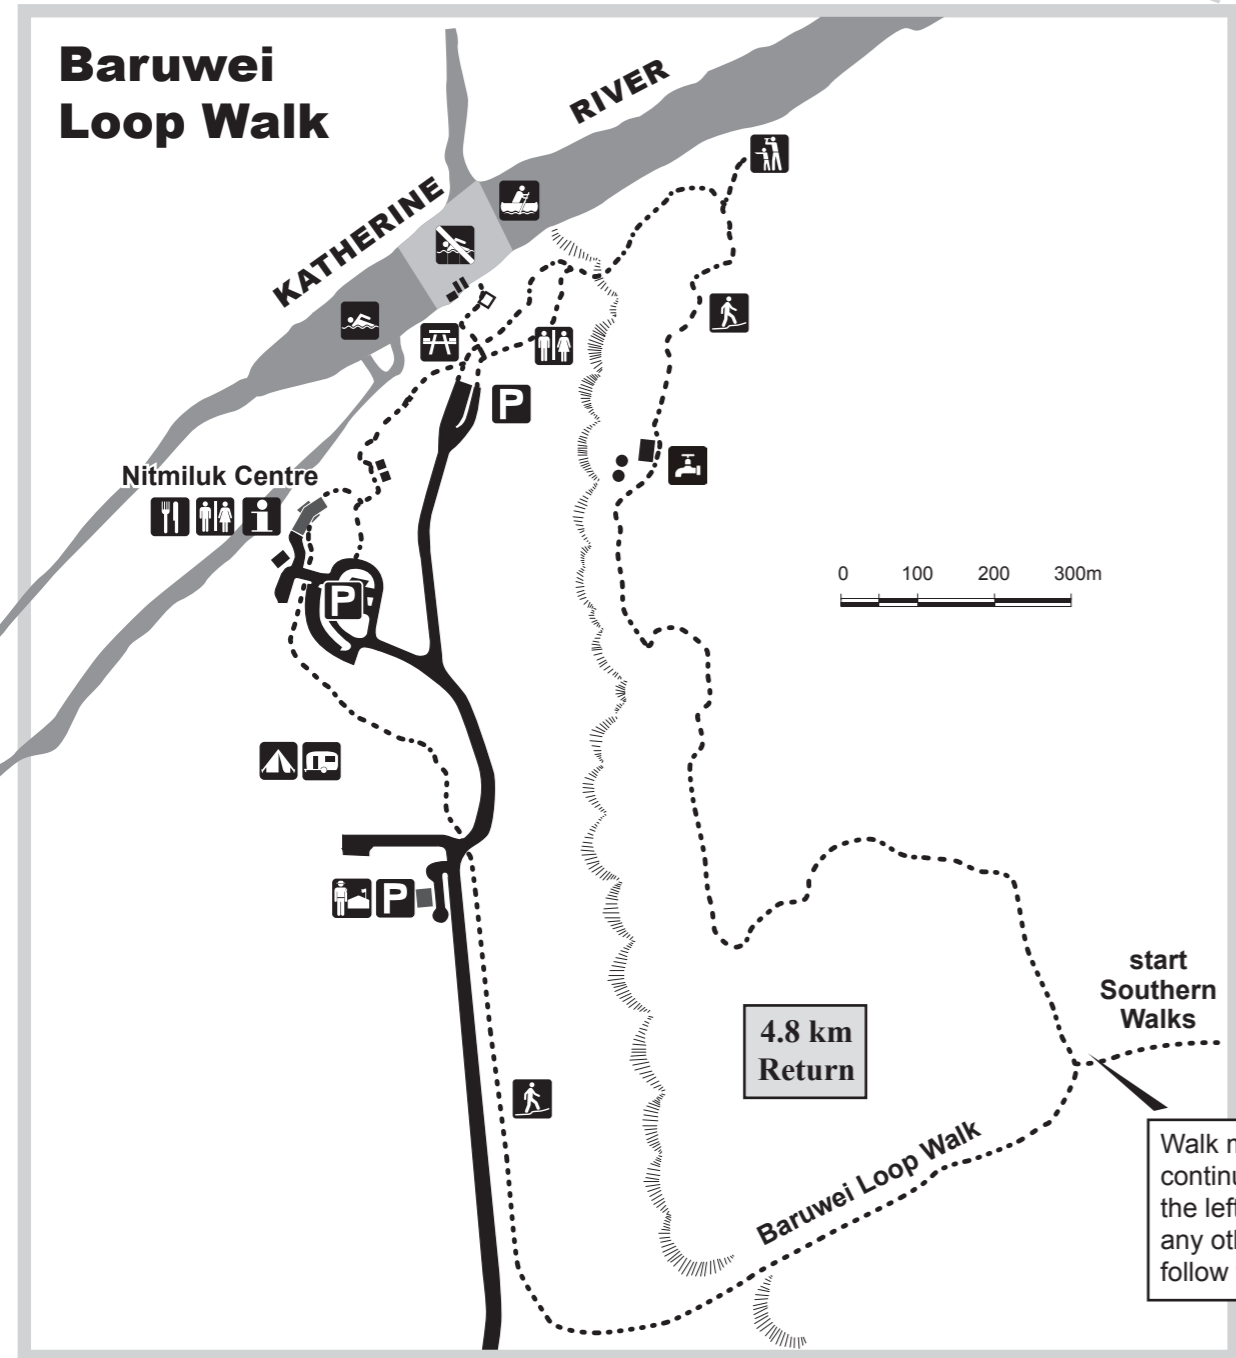 Baruwei
Loop Walk
RIVER
KATHERINE
P
Nitmiluk Centre
P
0 100 200 300m
P
start
Southern
Walks
4.8 km
Return
Baruwei Loop Walk
Walk
continu
the left
any oth
follow